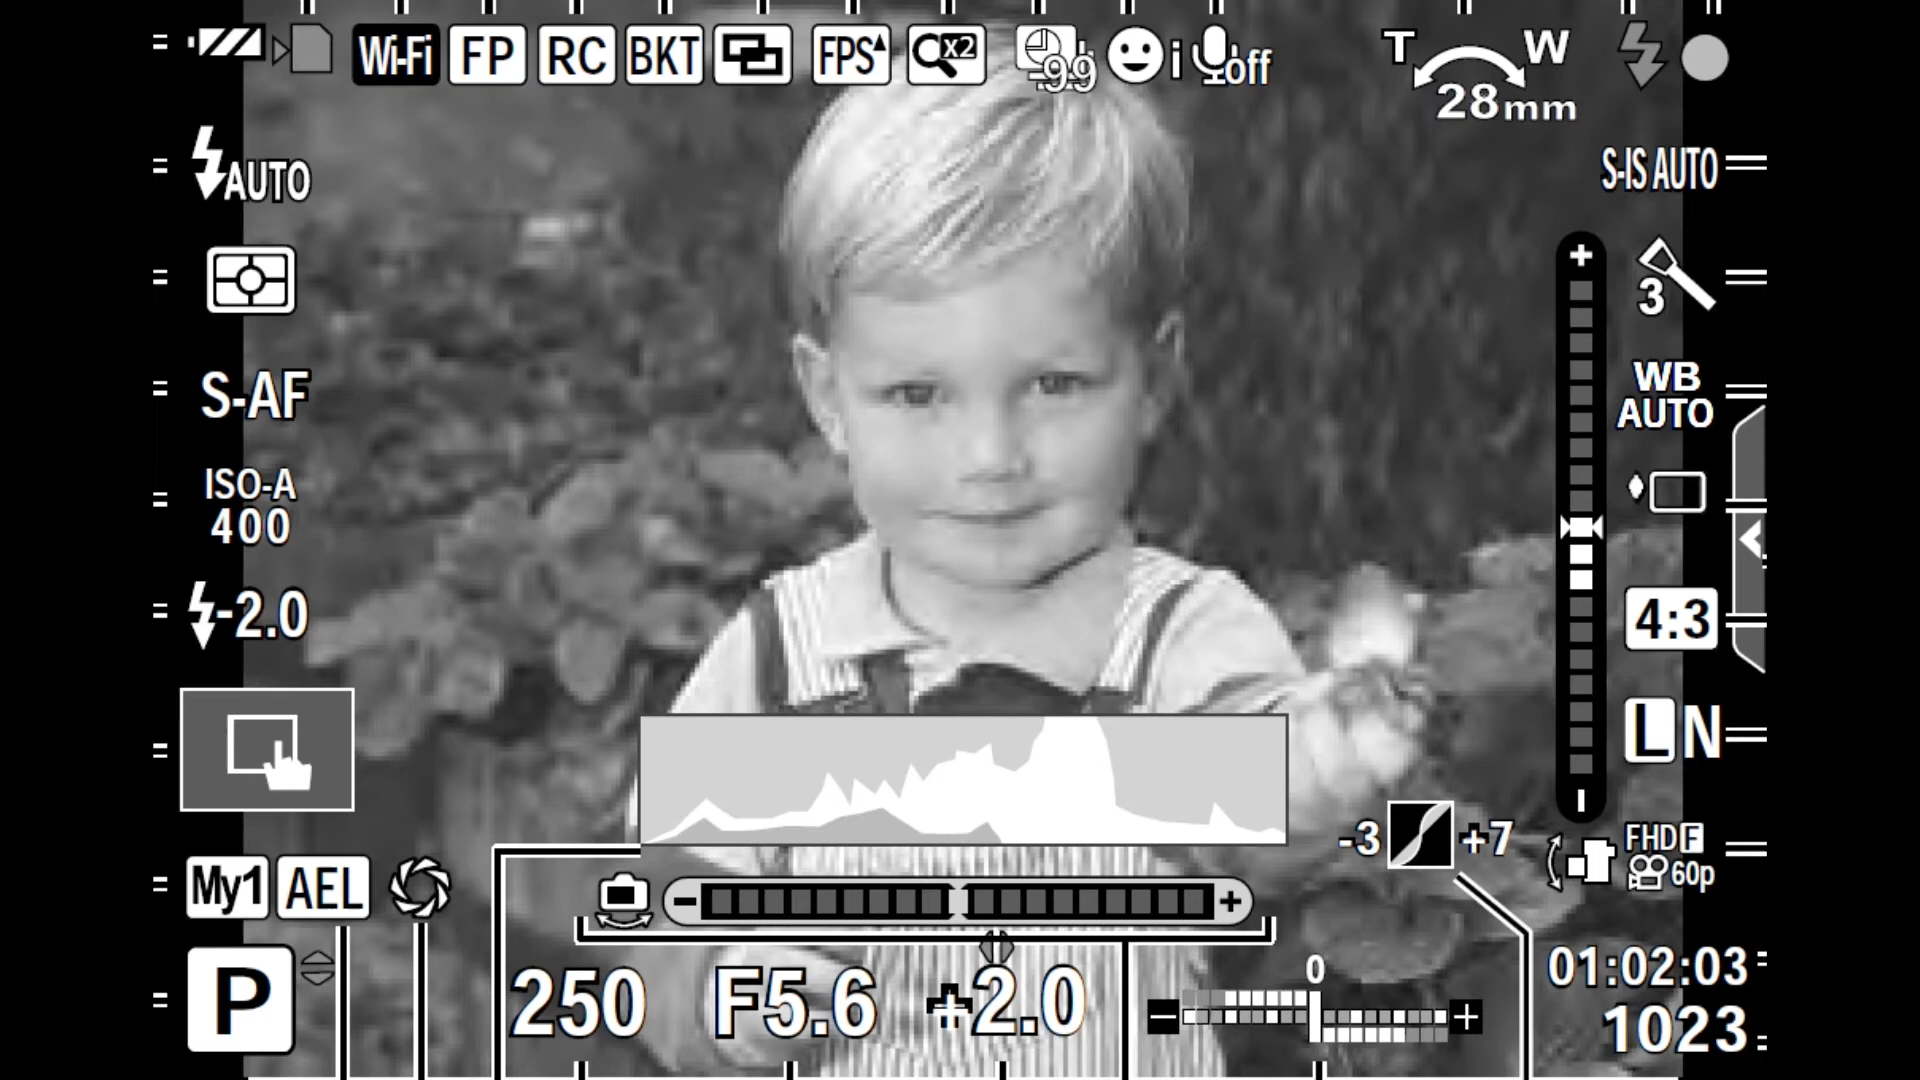 Wi-Fi FP RC BKT FPS x2 99 i off
T W
28mm
AUTO
S-IS AUTO
3
S-AF
WB
AUTO
ISO-A
400
-2.0
4:3
L N
-3 +7
FHD F
60p
My1 AEL
- +
P 250 F5.6 +2.0
0
- +
01:02:03
1023